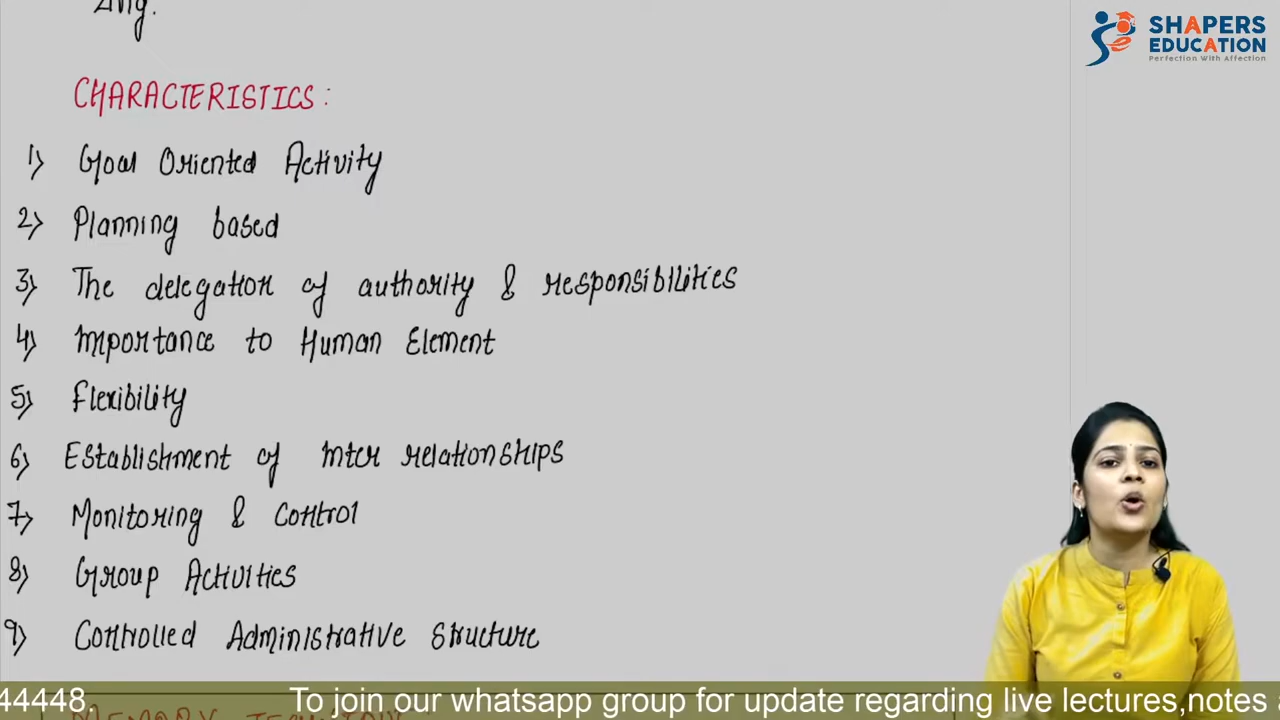 SHAPERS
EDUCATION
Perfection With Affection
CHARACTERISTICS:
1) Goal Oriented Activity
2) Planning based
3) The delegation of authority & responsibilities
4) Importance to Human Element
5) Flexibility
6) Establishment of Inter relationships
7) Monitoring & Control
8) Group Activities
9) Controlled Administrative Structure
44448. To join our whatsapp group for update regarding live lectures,notes